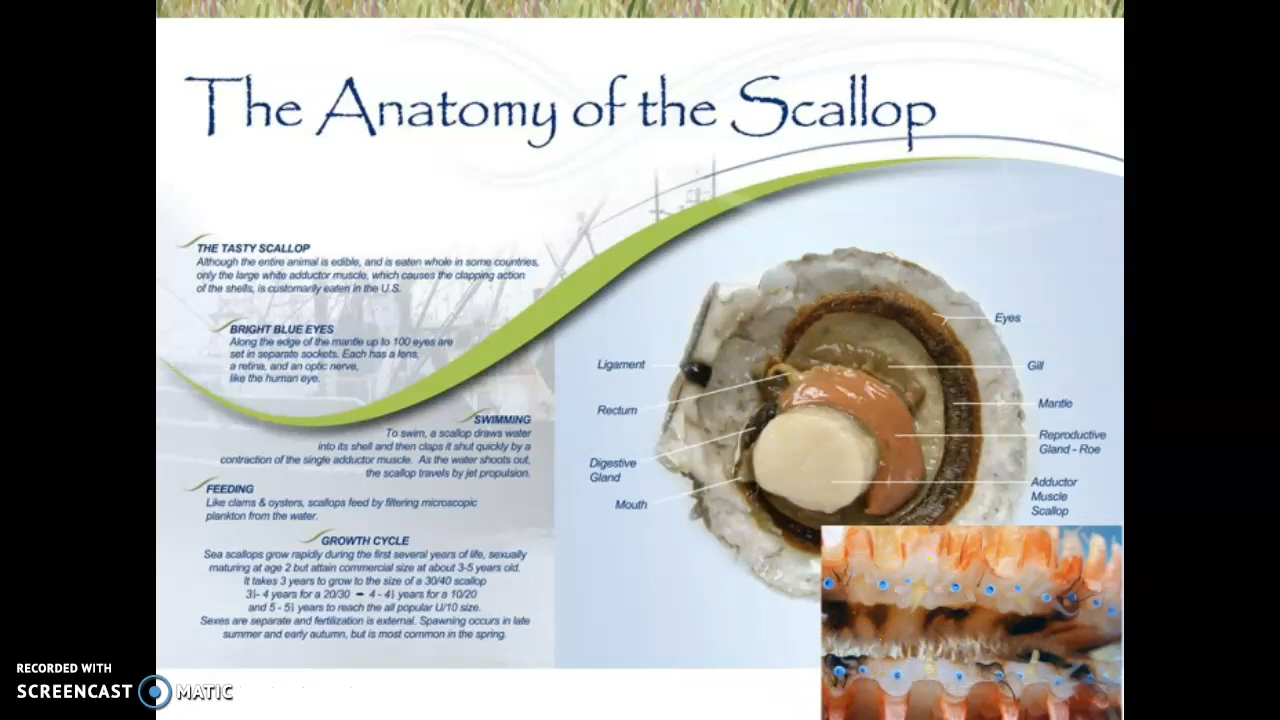 The Anatomy of the Scallop
THE TASTY SCALLOP
Although the entire animal is edible, and is eaten whole in some countries,
only the large white adductor muscle, which causes the clapping action
of the shells, is customarily eaten in the U.S.
BRIGHT BLUE EYES
Along the edge of the mantle up to 100 eyes are
set in separate sockets. Each has a lens,
a retina, and an optic nerve,
like the human eye.
SWIMMING
To swim, a scallop draws water
into its shell and then claps it shut quickly by a
contraction of the single adductor muscle. As the water shoots out,
the scallop travels by jet propulsion.
FEEDING
Like clams & oysters, scallops feed by filtering microscopic
plankton from the water.
GROWTH CYCLE
Sea scallops grow rapidly during the first several years of life, sexually
maturing at age 2 but attain commercial size at about 3-5 years old.
It takes 3 years to grow to the size of a 30/40 scallop
3½- 4 years for a 20/30 - 4 - 4½ years for a 10/20
and 5 - 5½ years to reach the all popular U/10 size.
Sexes are separate and fertilization is external. Spawning occurs in late
summer and early autumn, but is most common in the spring.
Ligament
Rectum
Digestive
Gland
Mouth
Eyes
Gill
Mantle
Reproductive
Gland - Roe
Adductor
Muscle
Scallop
RECORDED WITH
SCREENCAST MATIC